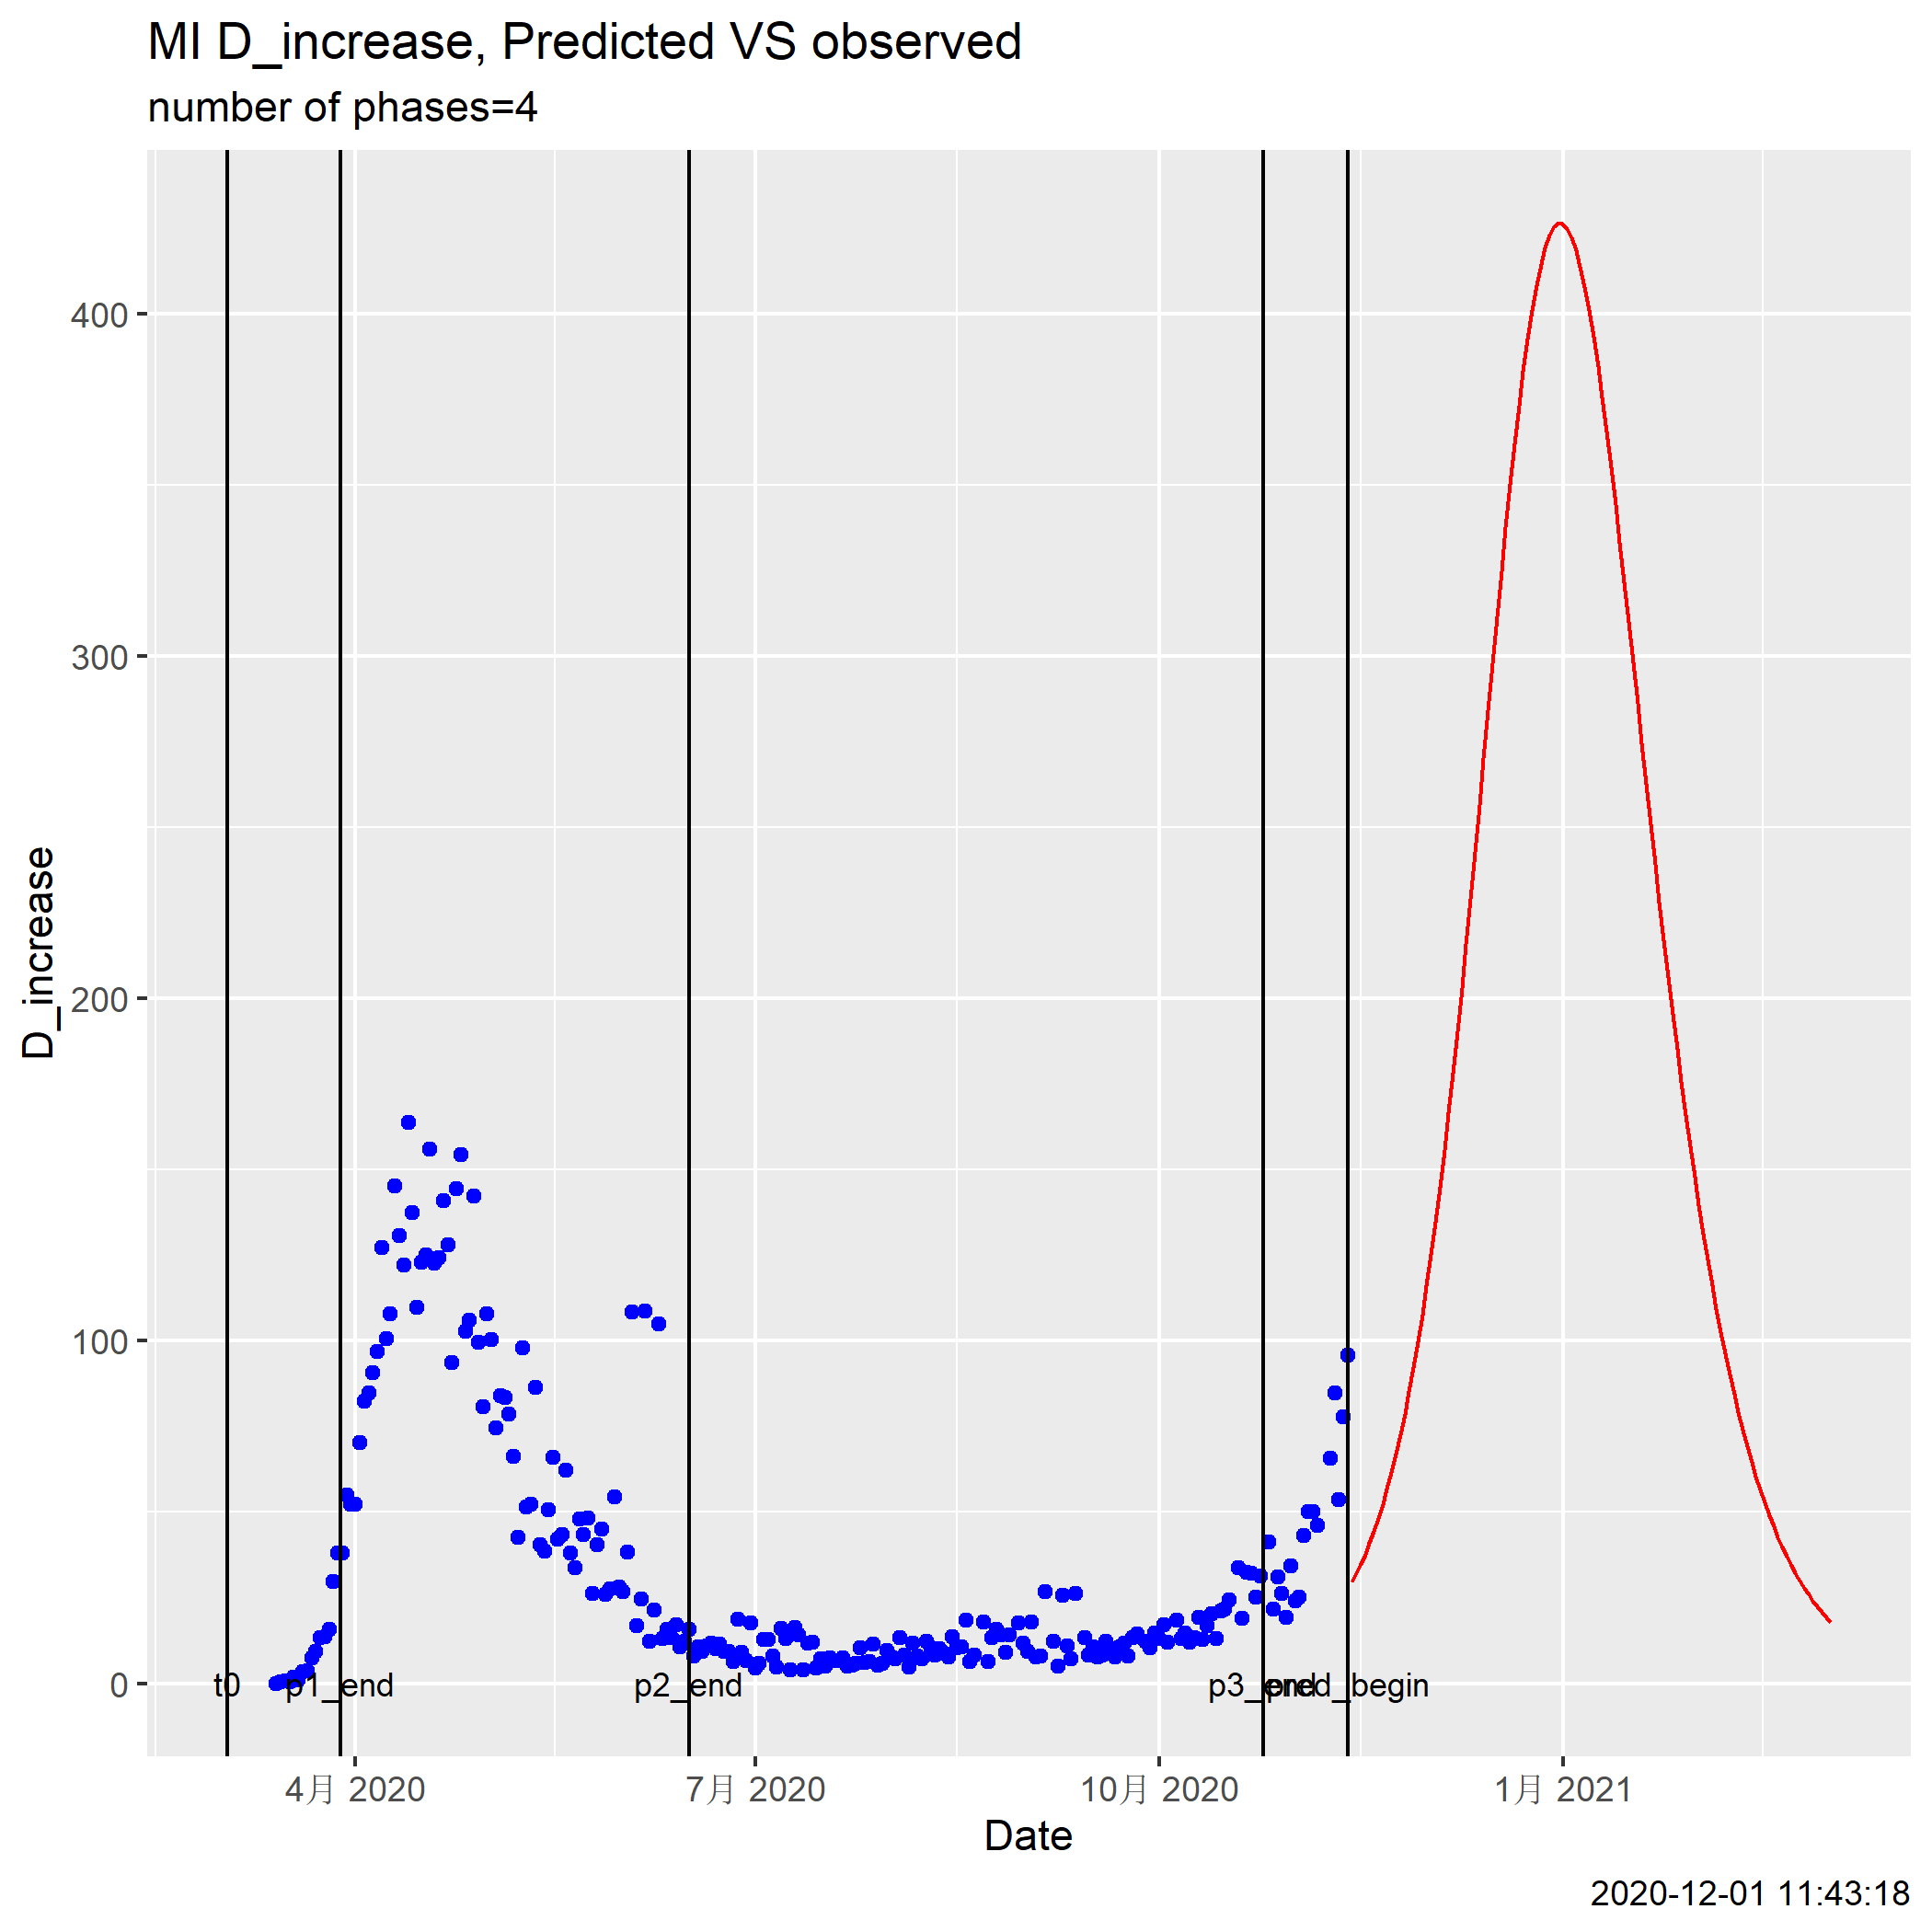 MI D_increase, Predicted VS observed
number of phases=4
D_increase
400
300
200
100
0
t0
p1_end
p2_end
p3_end
pred_begin
4月 2020
7月 2020
10月 2020
1月 2021
Date
2020-12-01 11:43:18